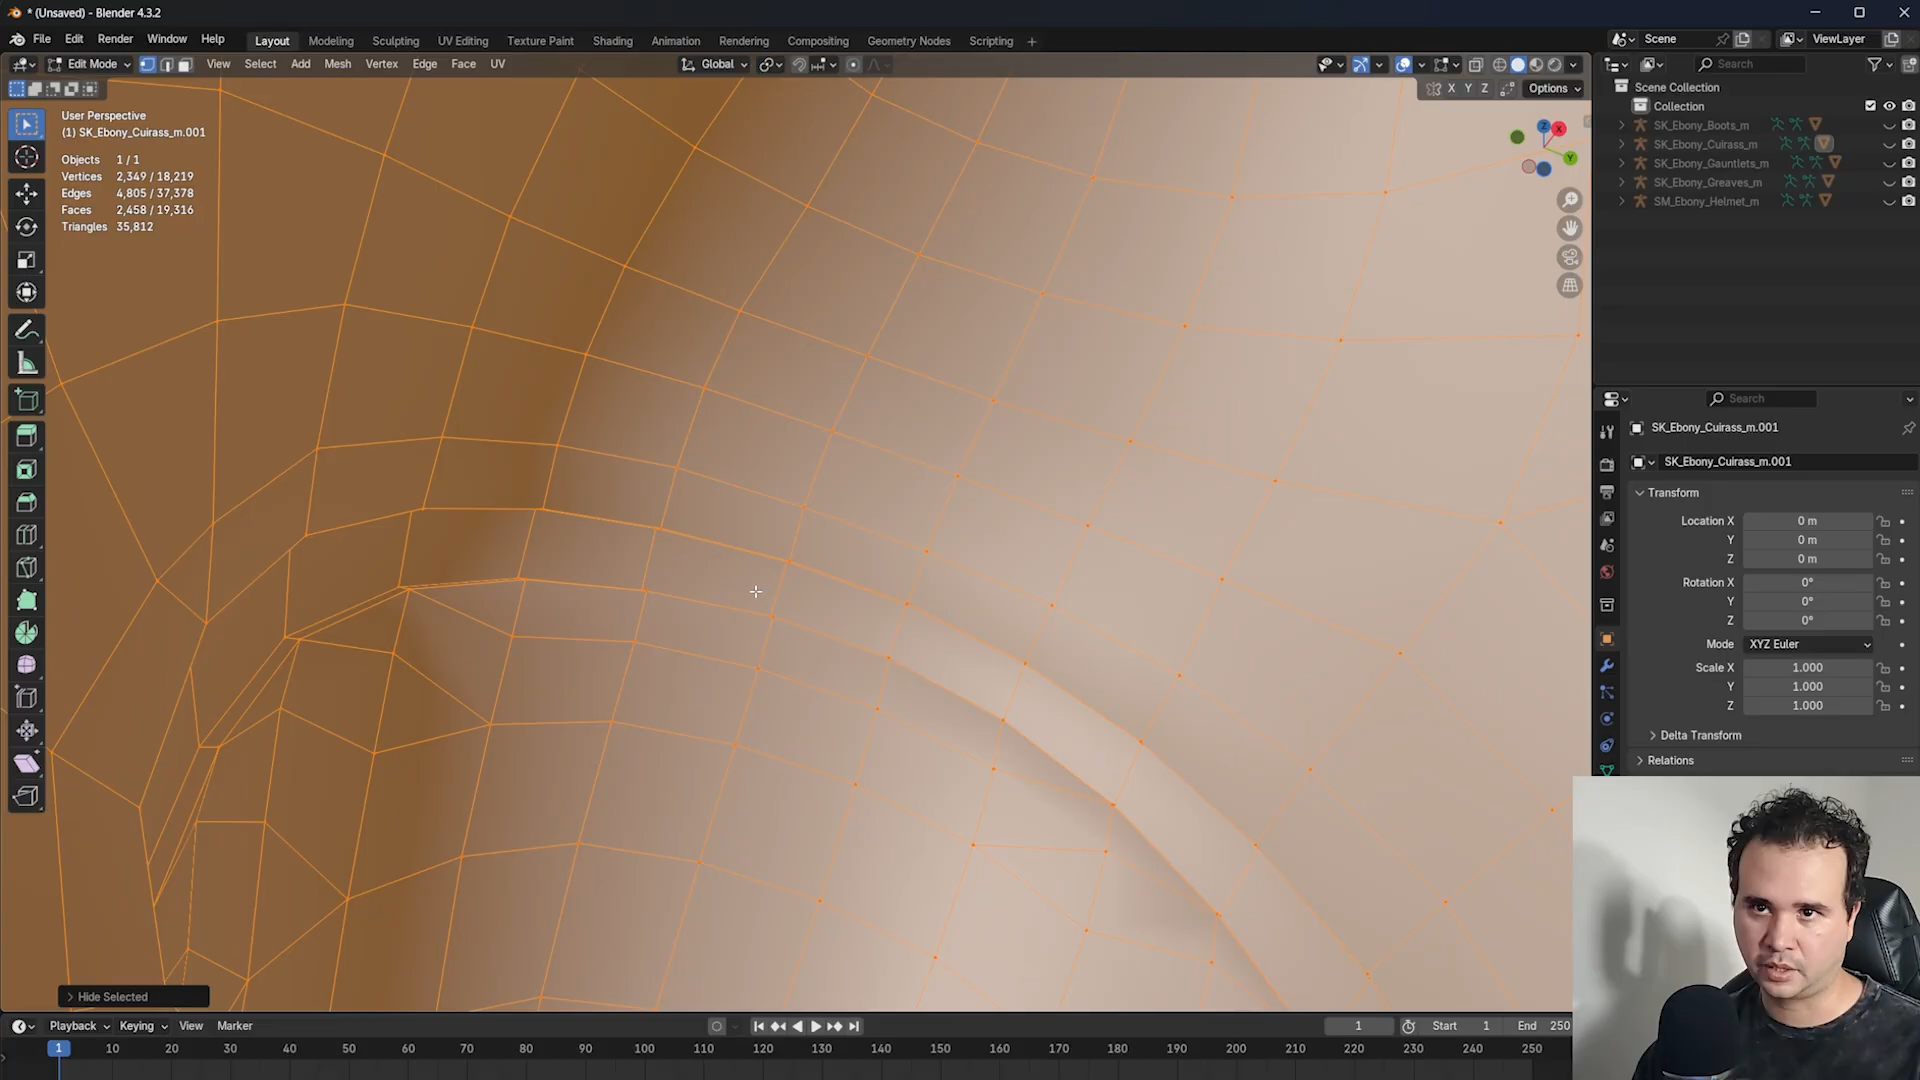 * (Unsaved) - Blender 4.3.2
File Edit Render Window Help
Layout Modeling Sculpting UV Editing Texture Paint Shading Animation Rendering Compositing Geometry Nodes Scripting +
Scene
ViewLayer
Edit Mode
View Select Add Mesh Vertex Edge Face UV
Global
Search
X Y Z
Options
User Perspective
(1) SK_Ebony_Cuirass_m.001
Objects 1 / 1
Vertices 2,349 / 18,219
Edges 4,805 / 37,378
Faces 2,458 / 19,316
Triangles 35,812
Z
X
Y
Scene Collection
Collection
SK_Ebony_Boots_m
SK_Ebony_Cuirass_m
SK_Ebony_Gauntlets_m
SK_Ebony_Greaves_m
SM_Ebony_Helmet_m
Search
SK_Ebony_Cuirass_m.001
SK_Ebony_Cuirass_m.001
Transform
Location X 0 m
Y 0 m
Z 0 m
Rotation X 0°
Y 0°
Z 0°
Mode XYZ Euler
Scale X 1.000
Y 1.000
Z 1.000
Delta Transform
Relations
Hide Selected
Playback Keying View Marker
1
Start 1
End 250
1 10 20 30 40 50 60 70 80 90 100 110 120 130 140 150 160 170 180 190 200 210 220 230 240 250